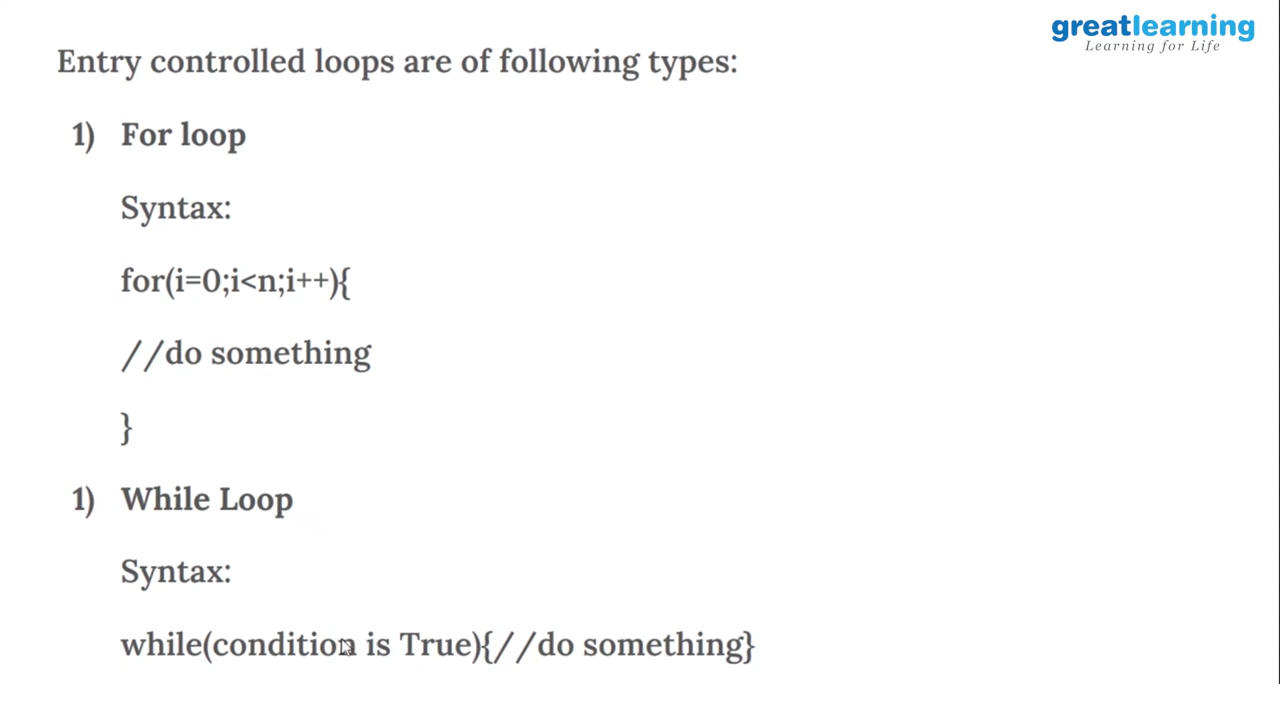 greatlearning
Learning for Life
Entry controlled loops are of following types:
1) For loop
Syntax:
for(i=0;i<n;i++){
//do something
}
1) While Loop
Syntax:
while(condition is True){//do something}